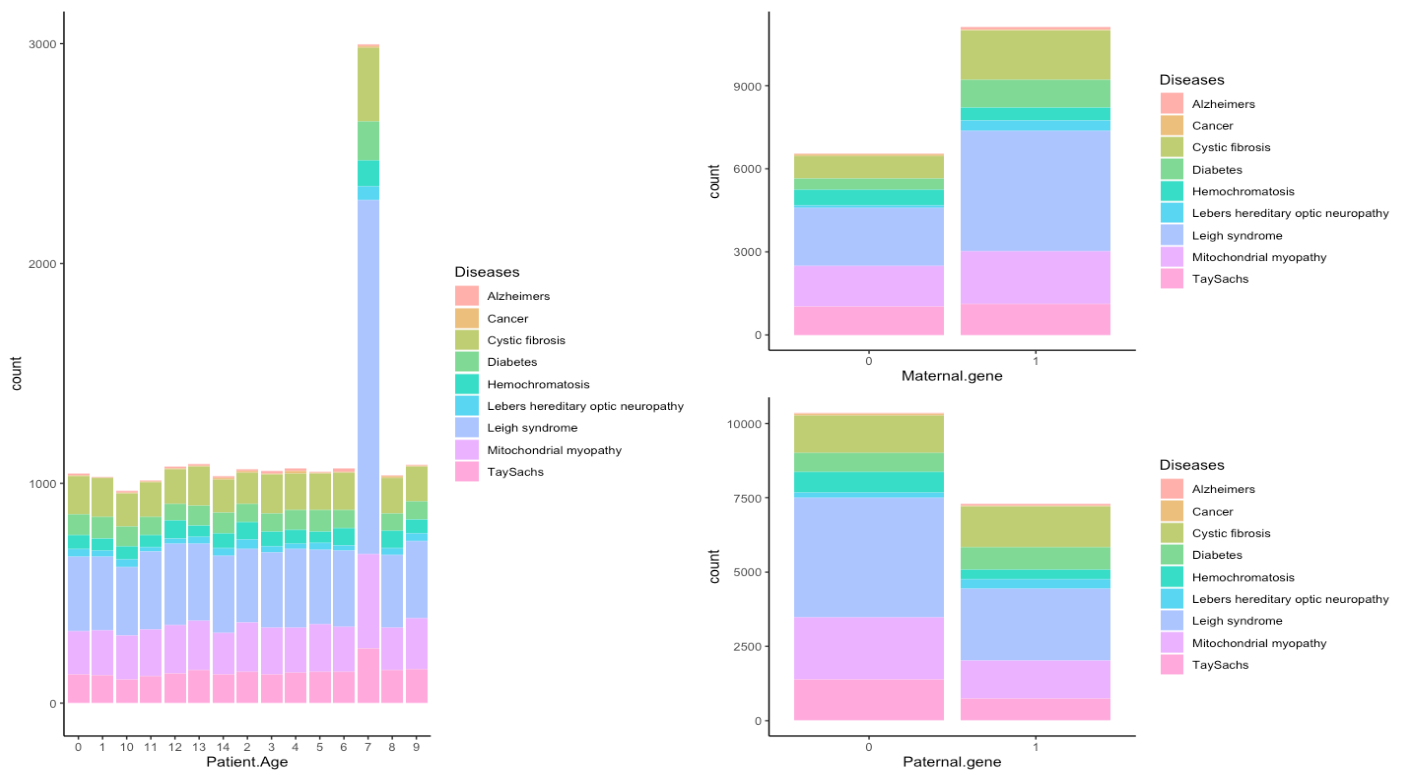 3000
2000
1000
0
count
0 1 10 11 12 13 14 2 3 4 5 6 7 8 9
Patient.Age
Diseases
Alzheimers
Cancer
Cystic fibrosis
Diabetes
Hemochromatosis
Lebers hereditary optic neuropathy
Leigh syndrome
Mitochondrial myopathy
TaySachs
9000
6000
3000
0
count
0 1
Maternal.gene
Diseases
Alzheimers
Cancer
Cystic fibrosis
Diabetes
Hemochromatosis
Lebers hereditary optic neuropathy
Leigh syndrome
Mitochondrial myopathy
TaySachs
10000
7500
5000
2500
0
count
0 1
Paternal.gene
Diseases
Alzheimers
Cancer
Cystic fibrosis
Diabetes
Hemochromatosis
Lebers hereditary optic neuropathy
Leigh syndrome
Mitochondrial myopathy
TaySachs